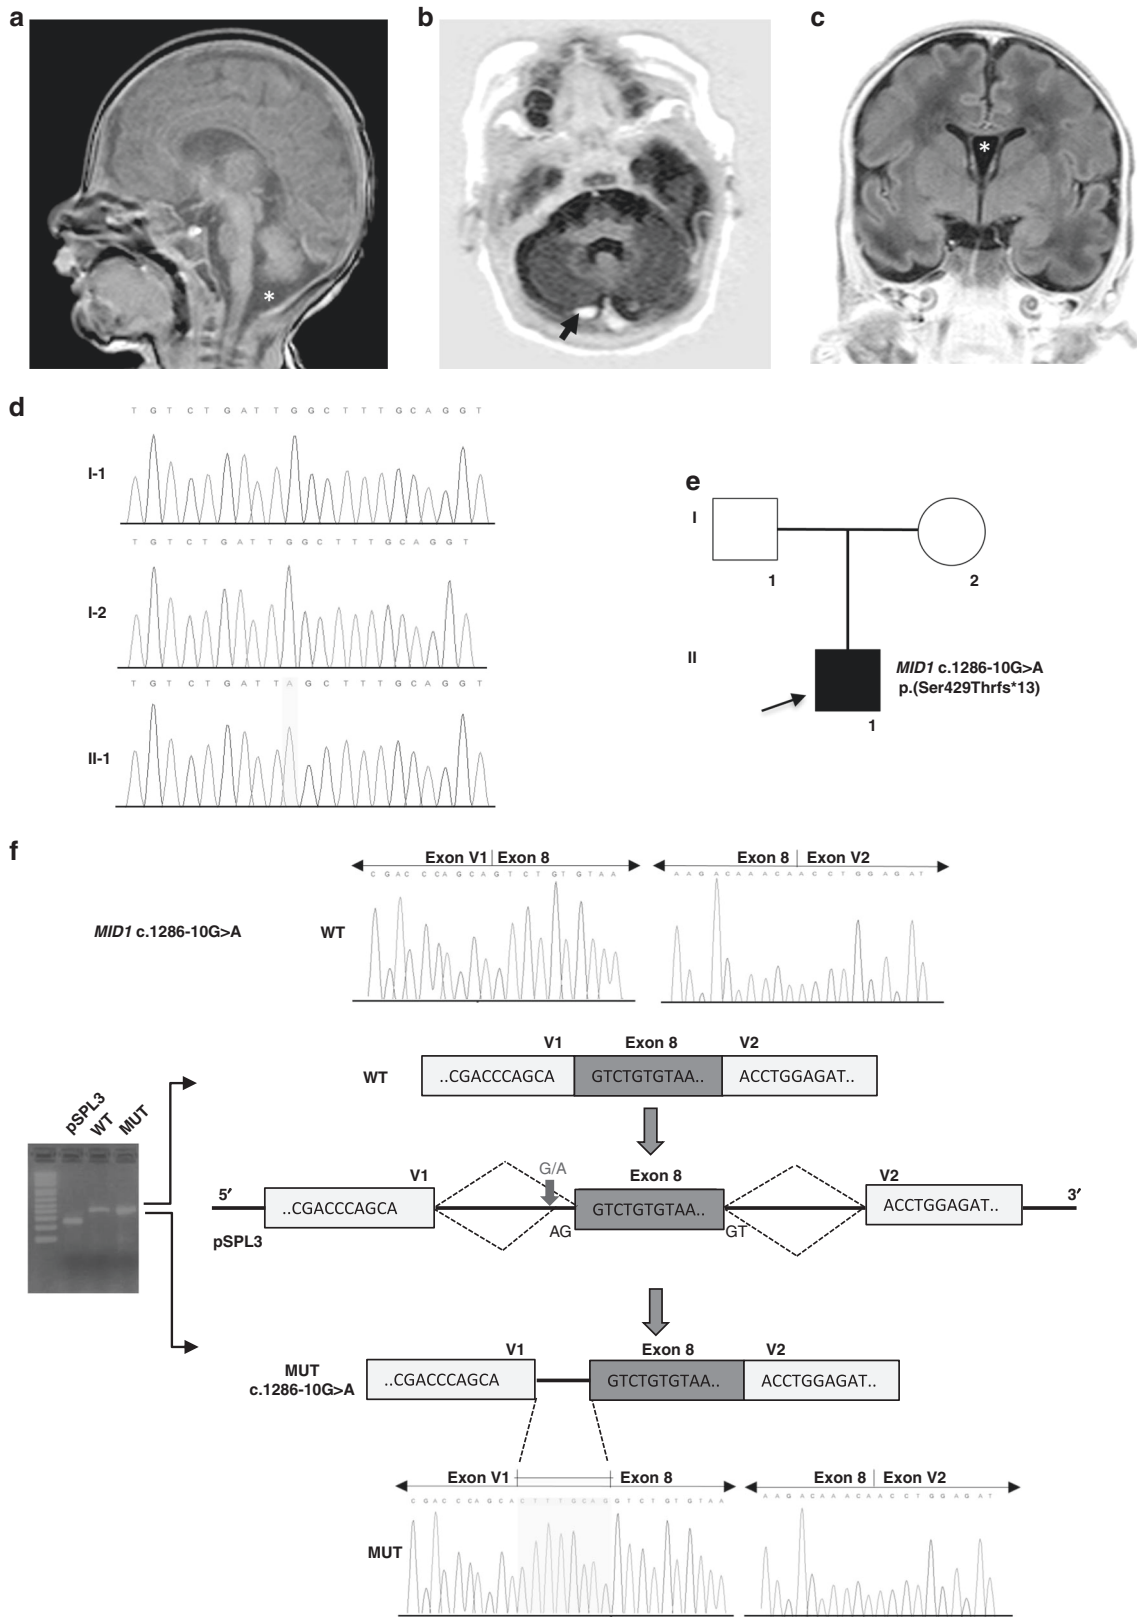 a
b
c
*
*
d
T G T C T G A T T G G C T T T G C A G G T
I-1
T G T C T G A T T G G C T T T G C A G G T
I-2
T G T C T G A T T A G C T T T G C A G G T
II-1
e
I
1
2
II
MID1 c.1286-10G>A
p.(Ser429Thrfs*13)
1
f
Exon V1 Exon 8
Exon 8 Exon V2
C G A C C C A G C A G T C T G T G T A A
A A G A C A A A C A A C C T G G A G A T
MID1 c.1286-10G>A
WT
V1 Exon 8 V2
WT
..CGACCCAGCA GTCTGTGTAA.. ACCTGGAGAT..
pSPL3
WT
MUT
G/A
5′
V1
Exon 8
V2
3′
..CGACCCAGCA
GTCTGTGTAA..
ACCTGGAGAT..
AG
GT
pSPL3
V1 Exon 8 V2
MUT
c.1286-10G>A
..CGACCCAGCA GTCTGTGTAA.. ACCTGGAGAT..
Exon V1 Exon 8
Exon 8 Exon V2
C G A C C C A G C A C T T T G C A G G T C T G T G T A A
A A G A C A A A C A A C C T G G A G A T
MUT